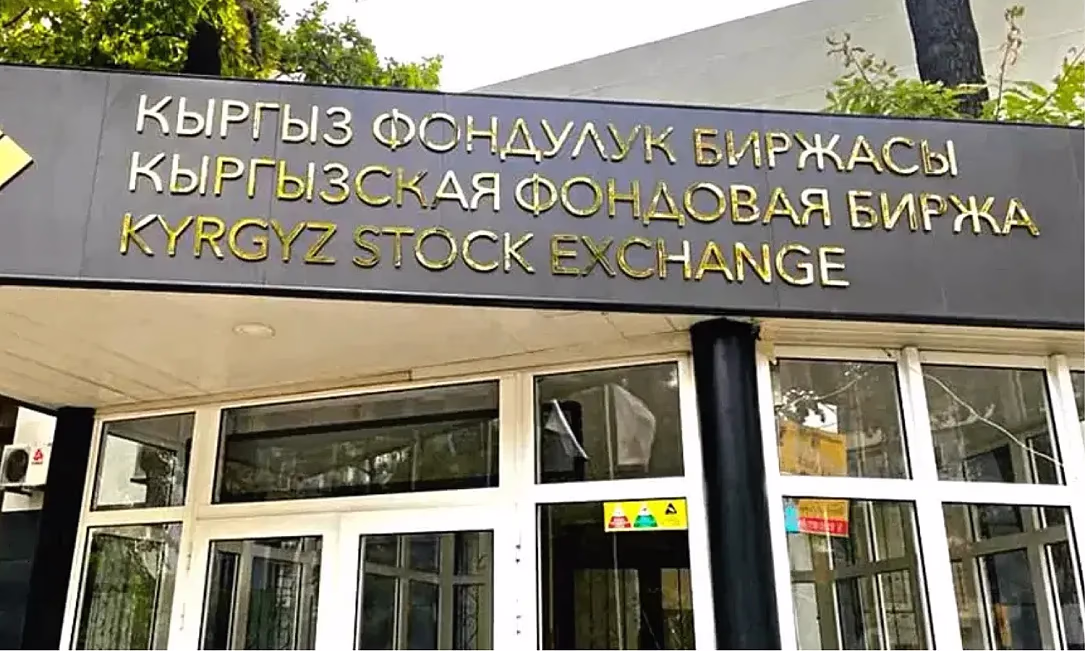 КЫРГЫЗ ФОНДУЛУК БИРЖАСЫ
КЫРГЫЗСКАЯ ФОНДОВАЯ БИРЖА
KYRGYZ STOCK EXCHANGE